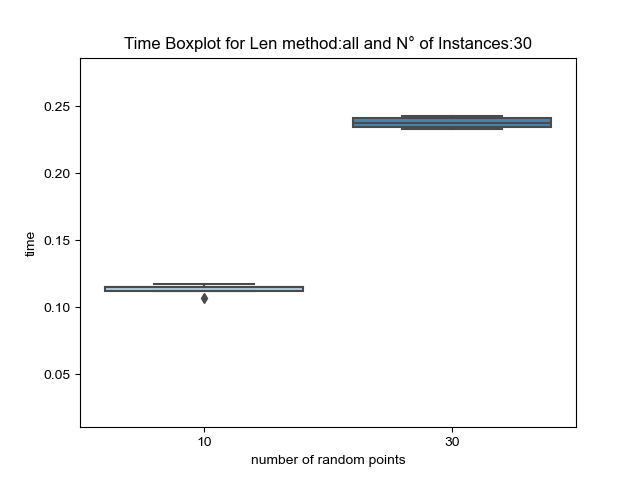 Time Boxplot for Len method:all and N° of Instances:30
0.25
0.20
0.15
0.10
0.05
time
10 30
number of random points